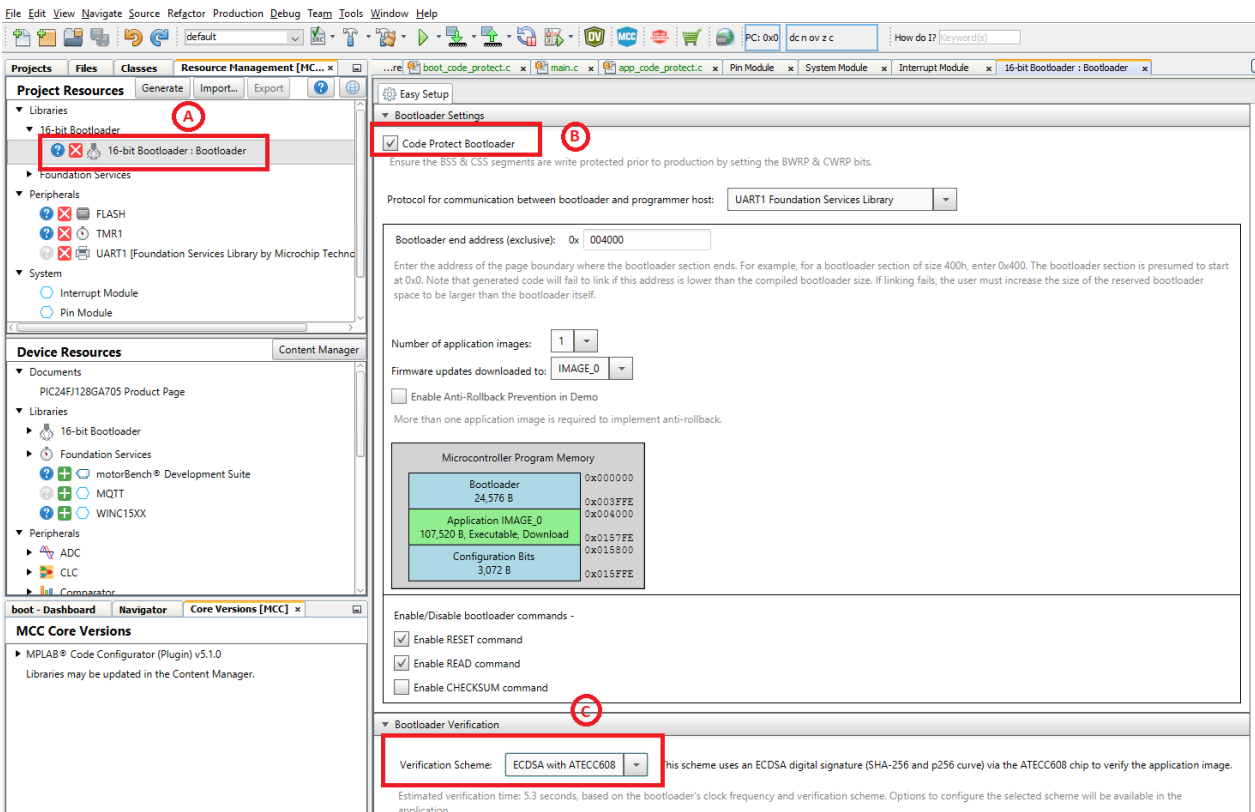 File Edit View Navigate Source Refactor Production Debug Team Tools Window Help
default
DV
MCC
PC: 0x0
dc n ov z c
How do I?
Keyword(s)
Projects Files Classes Resource Management [MC... x
...re boot_code_protect.c x main.c x app_code_protect.c x Pin Module x System Module x Interrupt Module x 16-bit Bootloader : Bootloader x
Project Resources Generate Import... Export
Libraries
A
16-bit Bootloader
16-bit Bootloader : Bootloader
Foundation Services
Peripherals
FLASH
TMR1
UART1 [Foundation Services Library by Microchip Techno
System
Interrupt Module
Pin Module
Device Resources Content Manager
Documents
PIC24FJ128GA705 Product Page
Libraries
16-bit Bootloader
Foundation Services
motorBench® Development Suite
MQTT
WINC15XX
Peripherals
ADC
CLC
Comparator
boot - Dashboard Navigator Core Versions [MCC] x
MCC Core Versions
MPLAB® Code Configurator (Plugin) v5.1.0
Libraries may be updated in the Content Manager.
Easy Setup
Bootloader Settings
B
Code Protect Bootloader
Ensure the BSS & CSS segments are write protected prior to production by setting the BWRP & CWRP bits.
Protocol for communication between bootloader and programmer host: UART1 Foundation Services Library
Bootloader end address (exclusive): 0x 004000
Enter the address of the page boundary where the bootloader section ends. For example, for a bootloader section of size 400h, enter 0x400. The bootloader section is presumed to start
at 0x0. Note that generated code will fail to link if this address is lower than the compiled bootloader size. If linking fails, the user must increase the size of the reserved bootloader
space to be larger than the bootloader itself.
Number of application images: 1
Firmware updates downloaded to: IMAGE_0
Enable Anti-Rollback Prevention in Demo
More than one application image is required to implement anti-rollback.
Microcontroller Program Memory
Bootloader
24,576 B
0x000000
0x003FFE
Application IMAGE_0
107,520 B, Executable, Download
0x004000
0x0157FE
Configuration Bits
3,072 B
0x015800
0x015FFE
Enable/Disable bootloader commands -
Enable RESET command
Enable READ command
Enable CHECKSUM command
C
Bootloader Verification
Verification Scheme: ECDSA with ATECC608 This scheme uses an ECDSA digital signature (SHA-256 and p256 curve) via the ATECC608 chip to verify the application image.
Estimated verification time: 5.3 seconds, based on the bootloader's clock frequency and verification scheme. Options to configure the selected scheme will be available in the
application.